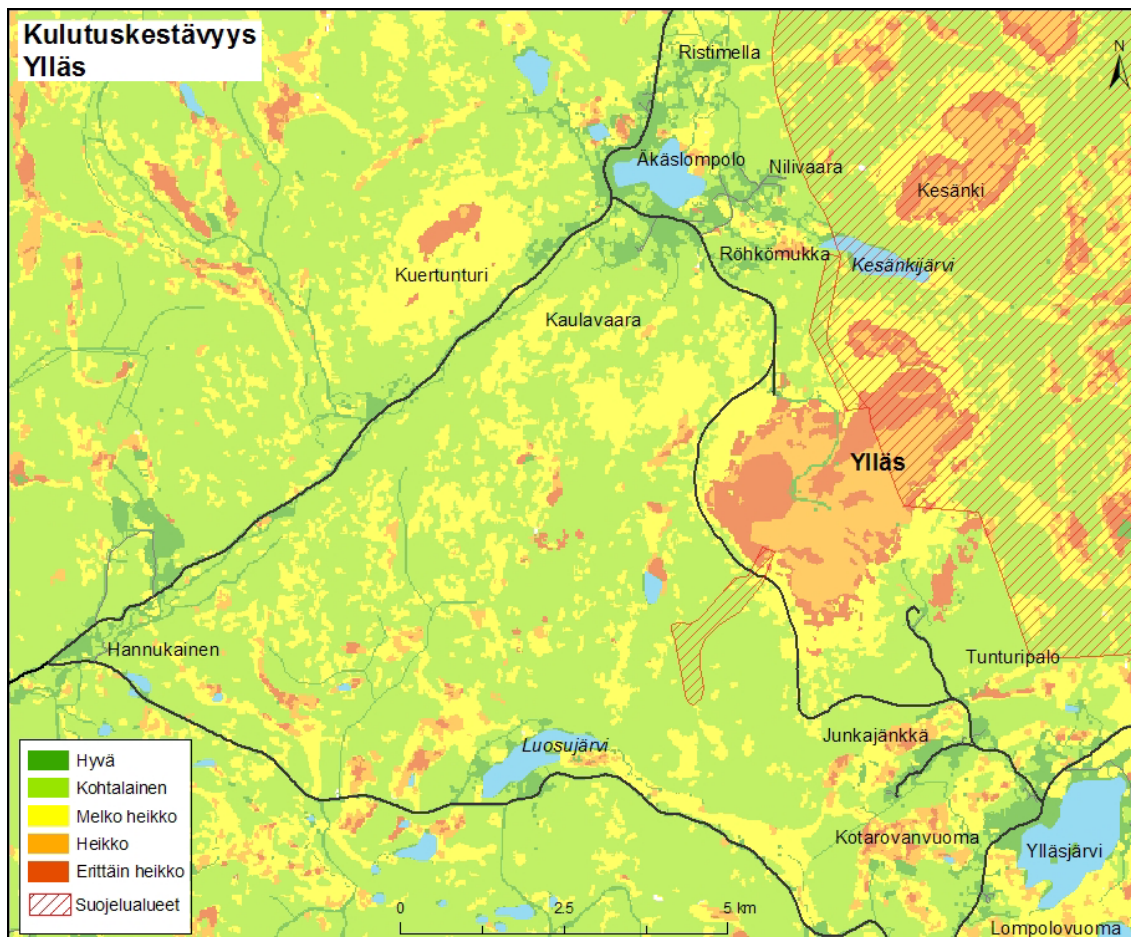 Kulutuskestävyys
Ylläs
Ristimella
N
Äkäslompolo
Nilivaara
Kesänki
Röhkömukka
Kesänkijärvi
Kuertunturi
Kaulavaara
Ylläs
Hannukainen
Tunturipalo
Junkajänkkä
Luosujärvi
Hyvä
Kohtalainen
Melko heikko
Heikko
Erittäin heikko
Suojelualueet
Kotarovanvuoma
Ylläsjärvi
0 2.5 5 km
Lompolovuoma